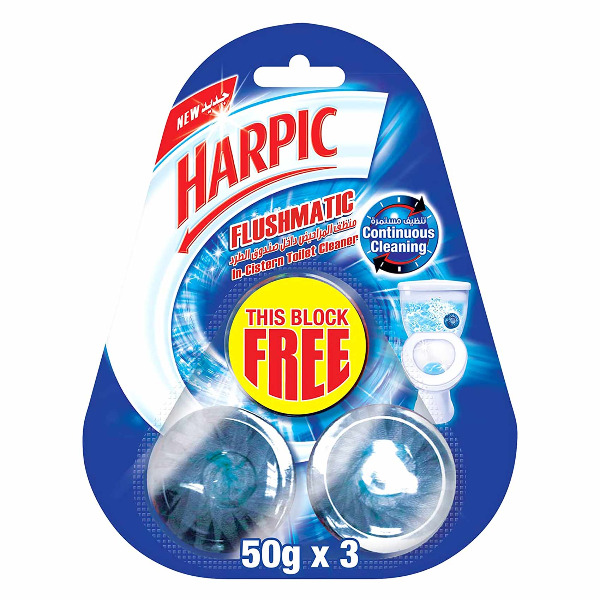 NEW جديد
HARPIC
FLUSHMATIC
منظف المراحيض داخل صندوق الطرد
In-Cistern Toilet Cleaner
تنظيف مستمرة
Continuous
Cleaning
THIS BLOCK
FREE
50g x 3